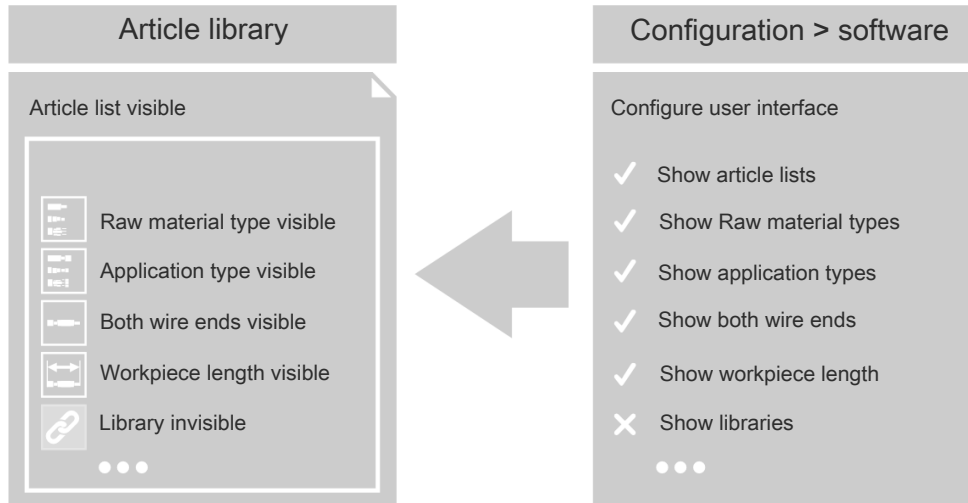 Article library
Article list visible
Raw material type visible
Application type visible
Both wire ends visible
Workpiece length visible
Library invisible
Configuration > software
Configure user interface
Show article lists
Show Raw material types
Show application types
Show both wire ends
Show workpiece length
Show libraries